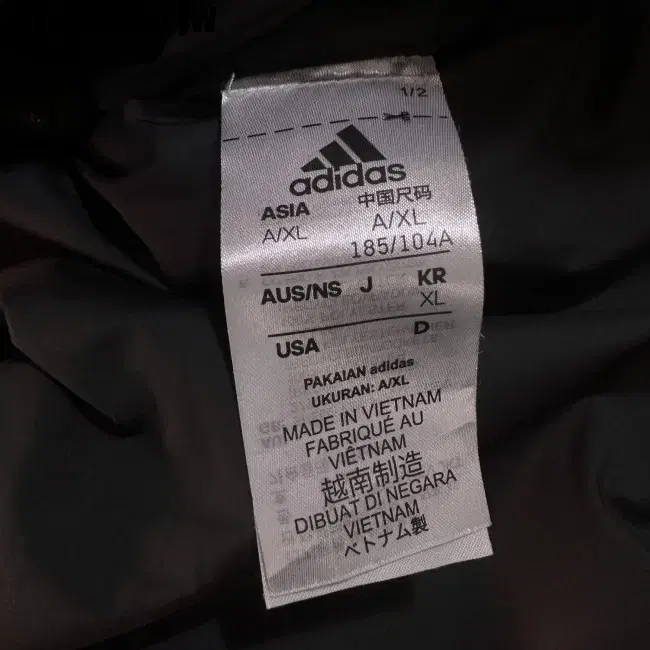 jw
1/2
adidas
ASIA
A/XL
中国尺码
A/XL
185/104A
AUS/NS J KR
XL
USA D
PAKAIAN adidas
UKURAN: A/XL
MADE IN VIETNAM
FABRIQUÉ AU
VIÊTNAM
越南制造
DIBUAT DI NEGARA
VIETNAM
ベトナム製